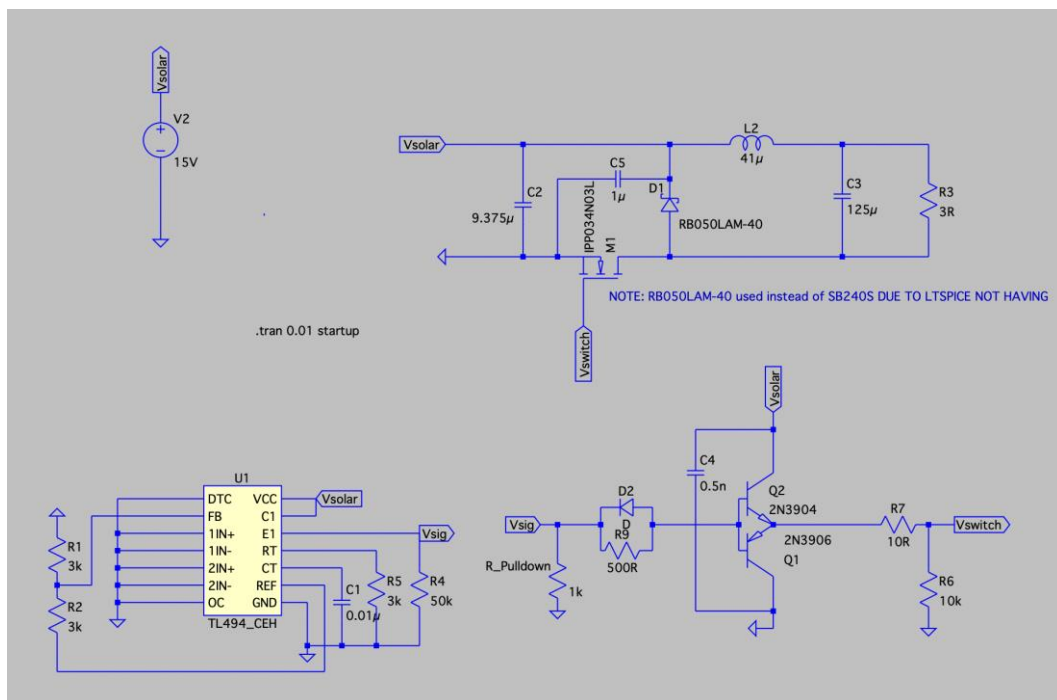 Vsolar
V2
15V
Vsolar
L2
41µ
C5
1µ
D1
C2
9.375µ
IPP034N03L
M1
RB050LAM-40
C3
125µ
R3
3R
NOTE: RB050LAM-40 used instead of SB240S DUE TO LTSPICE NOT HAVING
Vswitch
.tran 0.01 startup
U1
DTC VCC
FB C1
1IN+ E1
1IN- RT
2IN+ CT
2IN- REF
OC GND
TL494_CEH
Vsolar
Vsig
R1
3k
R2
3k
C1
0.01µ
R5
3k
R4
50k
Vsolar
C4
0.5n
Q2
2N3904
2N3906
Q1
Vsig
D2
D
R9
500R
R_Pulldown
1k
R7
10R
Vswitch
R6
10k